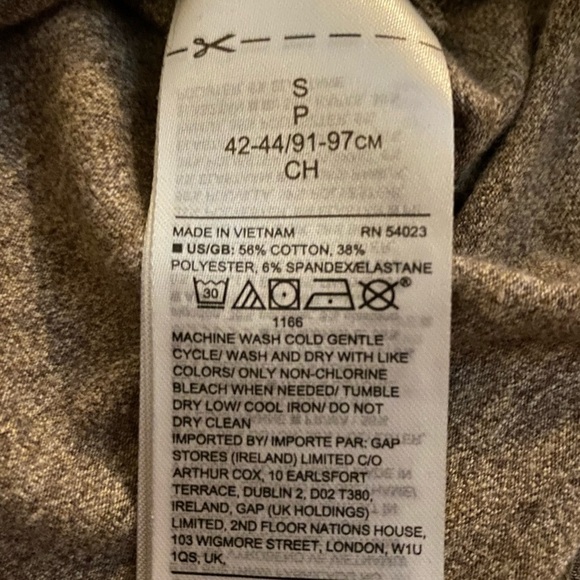 S
P
42-44/91-97CM
CH
MADE IN VIETNAM RN 54023
US/GB: 56% COTTON, 38%
POLYESTER, 6% SPANDEX/ELASTANE
30
1166
MACHINE WASH COLD GENTLE
CYCLE/ WASH AND DRY WITH LIKE
COLORS/ ONLY NON-CHLORINE
BLEACH WHEN NEEDED/ TUMBLE
DRY LOW/ COOL IRON/ DO NOT
DRY CLEAN
IMPORTED BY/ IMPORTE PAR: GAP
STORES (IRELAND) LIMITED C/O
ARTHUR COX, 10 EARLSFORT
TERRACE, DUBLIN 2, D02 T380,
IRELAND, GAP (UK HOLDINGS)
LIMITED, 2ND FLOOR NATIONS HOUSE,
103 WIGMORE STREET, LONDON, W1U
1QS, UK,